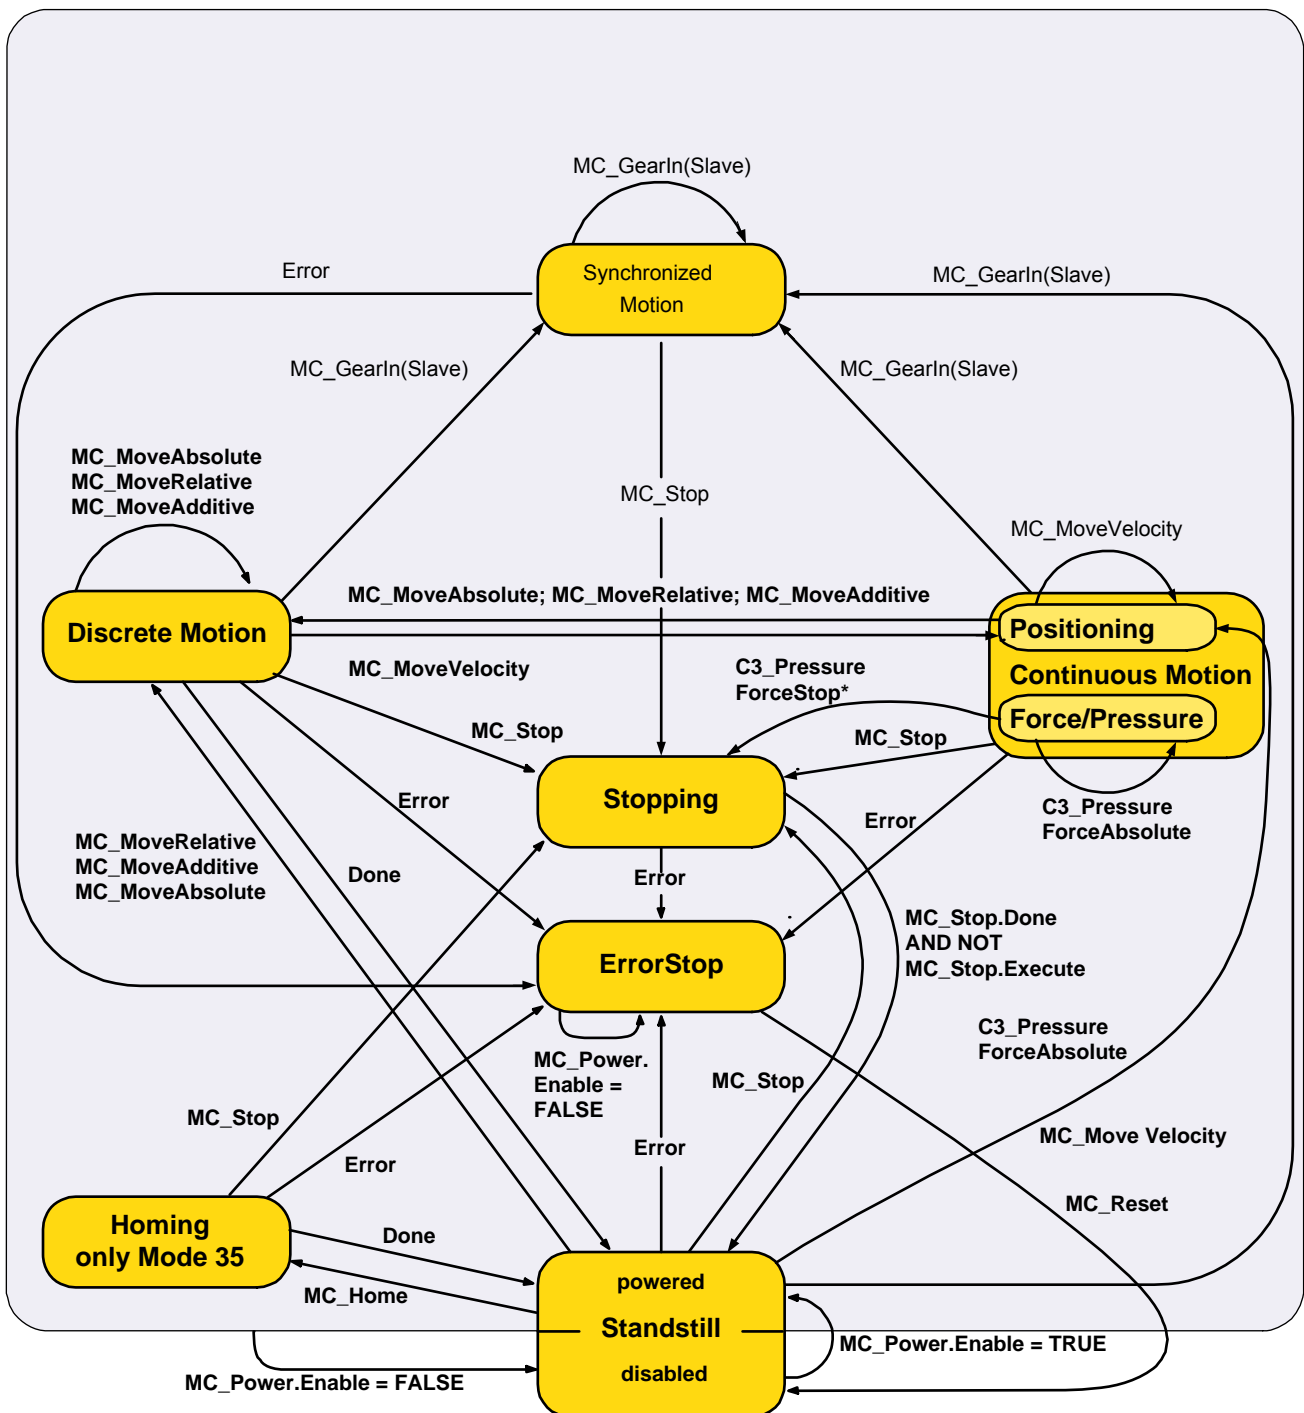 MC_GearIn(Slave)
Synchronized
Motion
Error
MC_GearIn(Slave)
MC_GearIn(Slave)
MC_GearIn(Slave)
MC_MoveAbsolute
MC_MoveRelative
MC_MoveAdditive
MC_Stop
MC_MoveVelocity
MC_MoveAbsolute; MC_MoveRelative; MC_MoveAdditive
Discrete Motion
Positioning
Continuous Motion
Force/Pressure
MC_MoveVelocity
C3_Pressure
ForceStop*
MC_Stop
MC_Stop
Stopping
Error
Error
C3_Pressure
ForceAbsolute
MC_MoveRelative
MC_MoveAdditive
MC_MoveAbsolute
Done
Error
MC_Stop.Done
AND NOT
MC_Stop.Execute
ErrorStop
C3_Pressure
ForceAbsolute
MC_Power.
Enable =
FALSE
MC_Stop
MC_Stop
Error
Error
MC_Move Velocity
MC_Reset
Homing
only Mode 35
Done
MC_Home
powered
Standstill
disabled
MC_Power.Enable = TRUE
MC_Power.Enable = FALSE